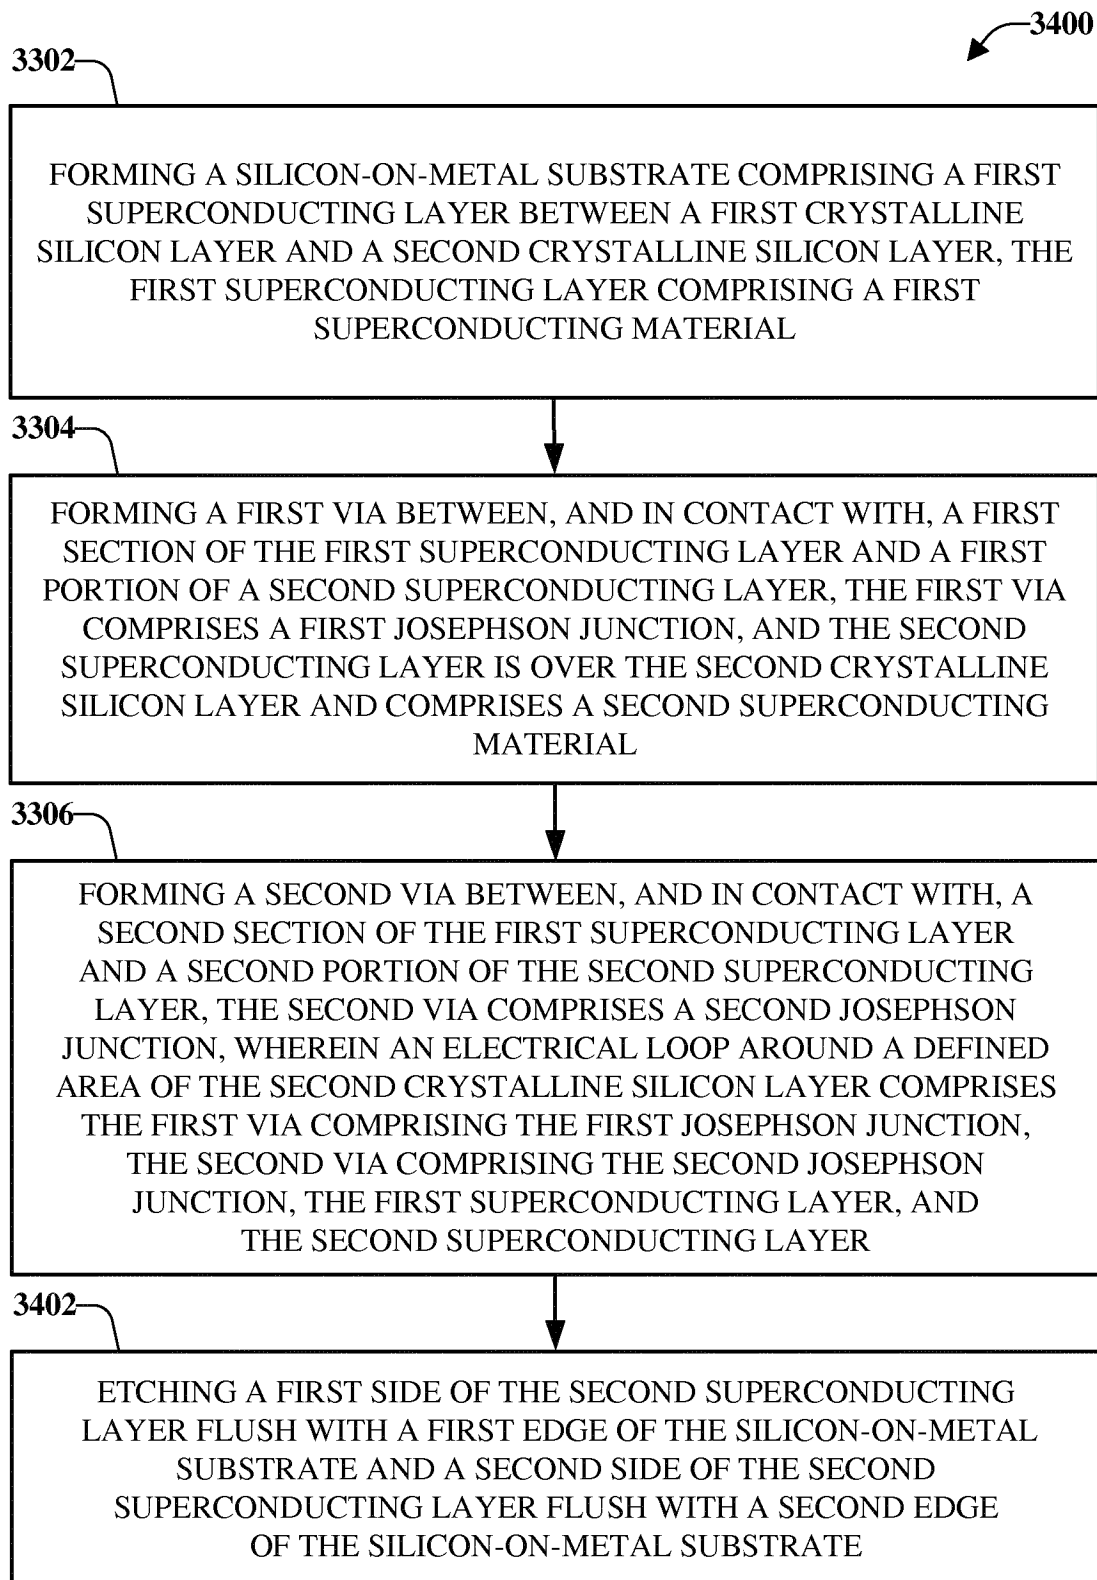 3400
3302
FORMING A SILICON-ON-METAL SUBSTRATE COMPRISING A FIRST
SUPERCONDUCTING LAYER BETWEEN A FIRST CRYSTALLINE
SILICON LAYER AND A SECOND CRYSTALLINE SILICON LAYER, THE
FIRST SUPERCONDUCTING LAYER COMPRISING A FIRST
SUPERCONDUCTING MATERIAL
3304
FORMING A FIRST VIA BETWEEN, AND IN CONTACT WITH, A FIRST
SECTION OF THE FIRST SUPERCONDUCTING LAYER AND A FIRST
PORTION OF A SECOND SUPERCONDUCTING LAYER, THE FIRST VIA
COMPRISES A FIRST JOSEPHSON JUNCTION, AND THE SECOND
SUPERCONDUCTING LAYER IS OVER THE SECOND CRYSTALLINE
SILICON LAYER AND COMPRISES A SECOND SUPERCONDUCTING
MATERIAL
3306
FORMING A SECOND VIA BETWEEN, AND IN CONTACT WITH, A
SECOND SECTION OF THE FIRST SUPERCONDUCTING LAYER
AND A SECOND PORTION OF THE SECOND SUPERCONDUCTING
LAYER, THE SECOND VIA COMPRISES A SECOND JOSEPHSON
JUNCTION, WHEREIN AN ELECTRICAL LOOP AROUND A DEFINED
AREA OF THE SECOND CRYSTALLINE SILICON LAYER COMPRISES
THE FIRST VIA COMPRISING THE FIRST JOSEPHSON JUNCTION,
THE SECOND VIA COMPRISING THE SECOND JOSEPHSON
JUNCTION, THE FIRST SUPERCONDUCTING LAYER, AND
THE SECOND SUPERCONDUCTING LAYER
3402
ETCHING A FIRST SIDE OF THE SECOND SUPERCONDUCTING
LAYER FLUSH WITH A FIRST EDGE OF THE SILICON-ON-METAL
SUBSTRATE AND A SECOND SIDE OF THE SECOND
SUPERCONDUCTING LAYER FLUSH WITH A SECOND EDGE
OF THE SILICON-ON-METAL SUBSTRATE